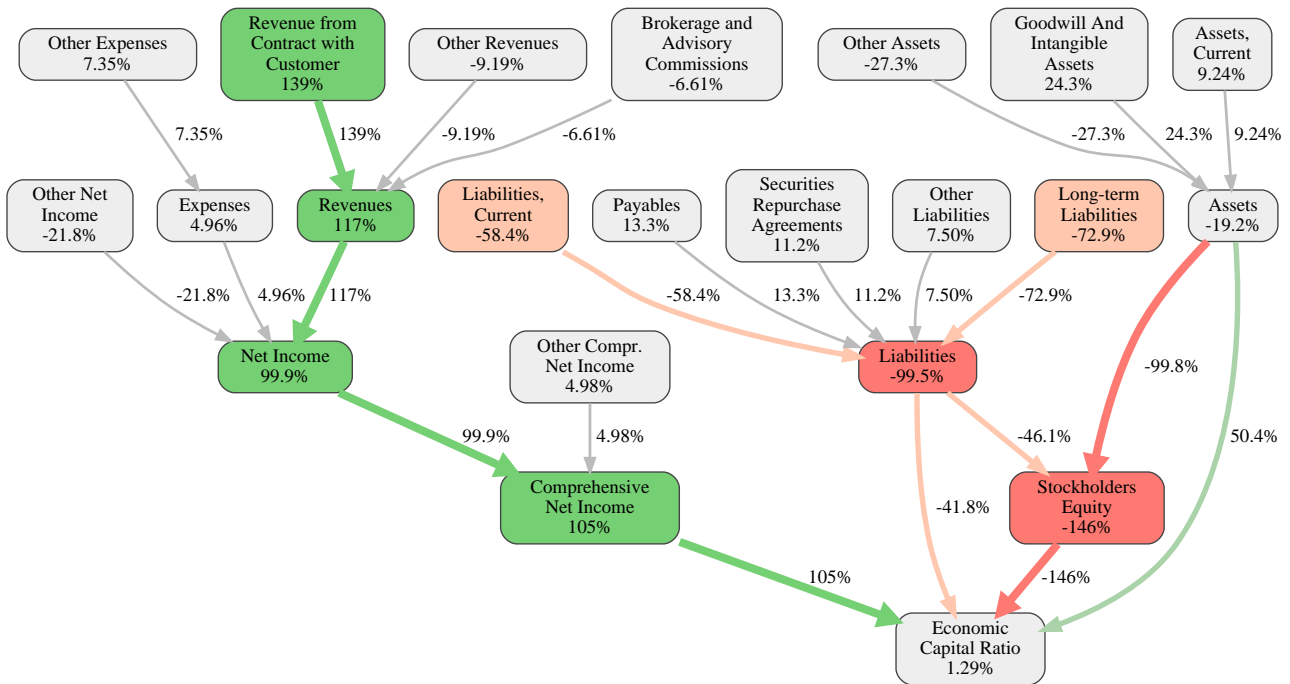 Other Expenses
7.35%
Revenue from
Contract with
Customer
139%
Other Revenues
-9.19%
Brokerage and
Advisory
Commissions
-6.61%
Other Assets
-27.3%
Goodwill And
Intangible
Assets
24.3%
Assets,
Current
9.24%
7.35%
139%
-9.19%
-6.61%
-27.3%
24.3%
9.24%
Other Net
Income
-21.8%
Expenses
4.96%
Revenues
117%
Liabilities,
Current
-58.4%
Payables
13.3%
Securities
Repurchase
Agreements
11.2%
Other
Liabilities
7.50%
Long-term
Liabilities
-72.9%
Assets
-19.2%
-21.8%
4.96%
117%
-58.4%
13.3%
11.2%
7.50%
-72.9%
Net Income
99.9%
Other Compr.
Net Income
4.98%
Liabilities
-99.5%
-99.8%
99.9%
4.98%
-46.1%
50.4%
Comprehensive
Net Income
105%
-41.8%
Stockholders
Equity
-146%
105%
-146%
Economic
Capital Ratio
1.29%